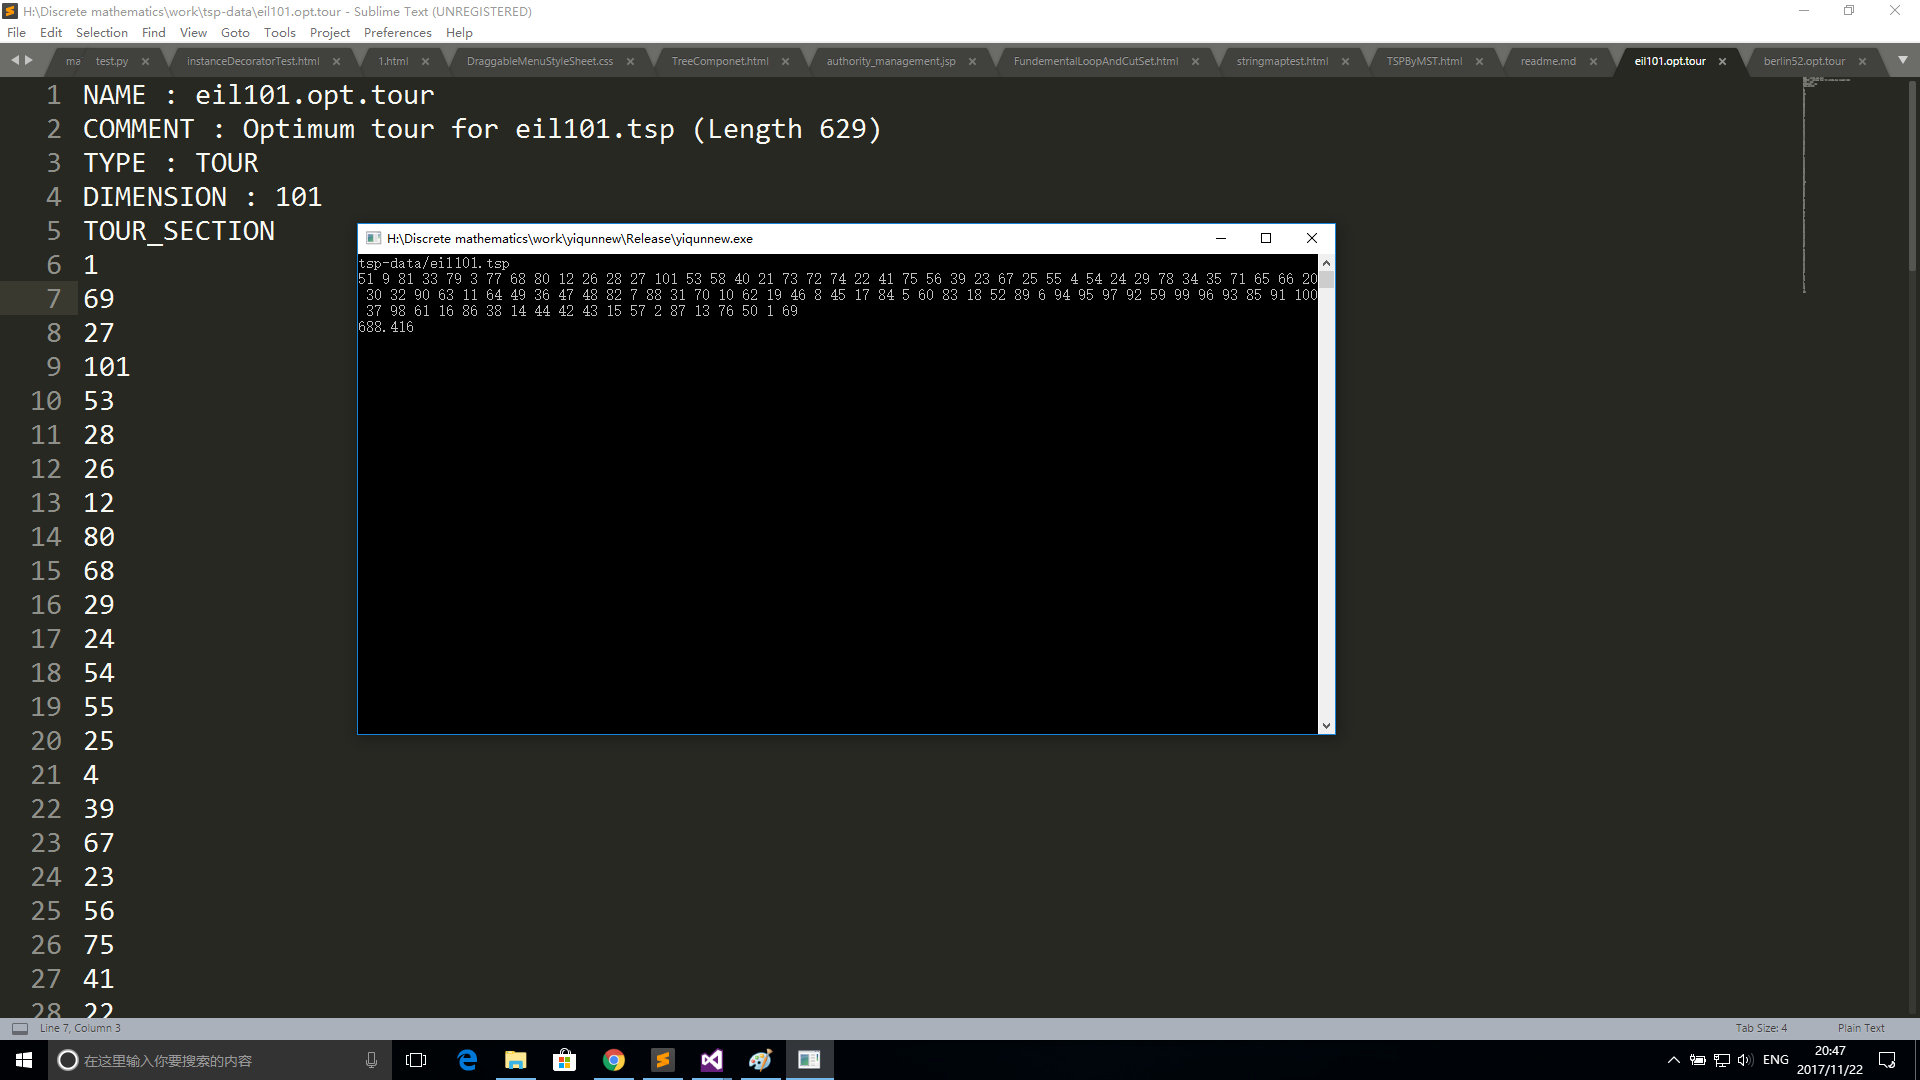 H:\Discrete mathematics\work\tsp-data\eil101.opt.tour - Sublime Text (UNREGISTERED)
File Edit Selection Find View Goto Tools Project Preferences Help
ma test.py instanceDecoratorTest.html 1.html DraggableMenuStyleSheet.css TreeComponet.html authority_management.jsp FundementalLoopAndCutSet.html stringmaptest.html TSPByMST.html readme.md eil101.opt.tour berlin52.opt.tour
1 NAME : eil101.opt.tour
2 COMMENT : Optimum tour for eil101.tsp (Length 629)
3 TYPE : TOUR
4 DIMENSION : 101
5 TOUR_SECTION
6 1
7 69
8 27
9 101
10 53
11 28
12 26
13 12
14 80
15 68
16 29
17 24
18 54
19 55
20 25
21 4
22 39
23 67
24 23
25 56
26 75
27 41
28 22
H:\Discrete mathematics\work\yiqunnew\Release\yiqunnew.exe
tsp-data/eil101.tsp
51 9 81 33 79 3 77 68 80 12 26 28 27 101 53 58 40 21 73 72 74 22 41 75 56 39 23 67 25 55 4 54 24 29 78 34 35 71 65 66 20
30 32 90 63 11 64 49 36 47 48 82 7 88 31 70 10 62 19 46 8 45 17 84 5 60 83 18 52 89 6 94 95 97 92 59 99 96 93 85 91 100
37 98 61 16 86 38 14 44 42 43 15 57 2 87 13 76 50 1 69
688.416
Line 7, Column 3
Tab Size: 4
Plain Text
在这里输入你要搜索的内容
ENG
20:47
2017/11/22